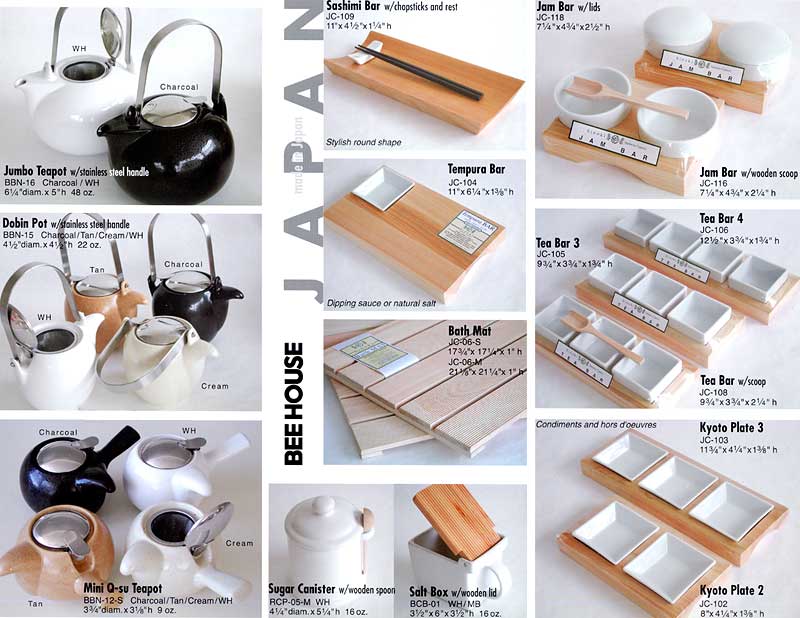 WH
Charcoal
Jumbo Teapot w/stainless steel handle
BBN-16 Charcoal / WH
6¼"diam.x 5"h 48 oz.
Dobin Pot w/stainless steel handle
BBN-15 Charcoal/Tan/Cream/WH
4½"diam.x 4½"h 22 oz.
Tan
Charcoal
WH
Cream
Charcoal
WH
Cream
Tan
Mini Q-su Teapot
BBN-12-S Charcoal/Tan/Cream/WH
3¾"diam.x 3⅛"h 9 oz.
JAPAN
made in Japan
BEE HOUSE
Sashimi Bar w/chopsticks and rest
JC-109
11"x 4½"x 1¼" h
Stylish round shape
Tempura Bar
JC-104
11"x 6¼"x 1⅜" h
Tempura BAR
Dipping sauce or natural salt
Bath Mat
JC-06-S
17¾"x 17¼"x 1" h
JC-06-M
21⅛"x 21¼"x 1" h
Sugar Canister w/wooden spoon
RCP-05-M WH
4¼"diam.x 5¼"h 16 oz.
Salt Box w/wooden lid
BCB-01 WH/MB
3½"x 6"x 3½"h 16 oz.
Jam Bar w/lids
JC-118
7¼"x 4¾"x 2½" h
JAM BAR
JAM BAR
Jam Bar w/wooden scoop
JC-116
7¼"x 4¾"x 2¼" h
Tea Bar 4
JC-106
12½"x 3¾"x 1¾" h
Tea Bar 3
JC-105
9¾"x 3¾"x 1¾" h
TEA BAR
TEA BAR
TEA BAR
Tea Bar w/scoop
JC-108
9¾"x 3¾"x 2¼" h
Condiments and hors d'oeuvres
Kyoto Plate 3
JC-103
11¾"x 4¼"x 1⅜" h
Kyoto Plate 2
JC-102
8"x 4¼"x 1⅜" h